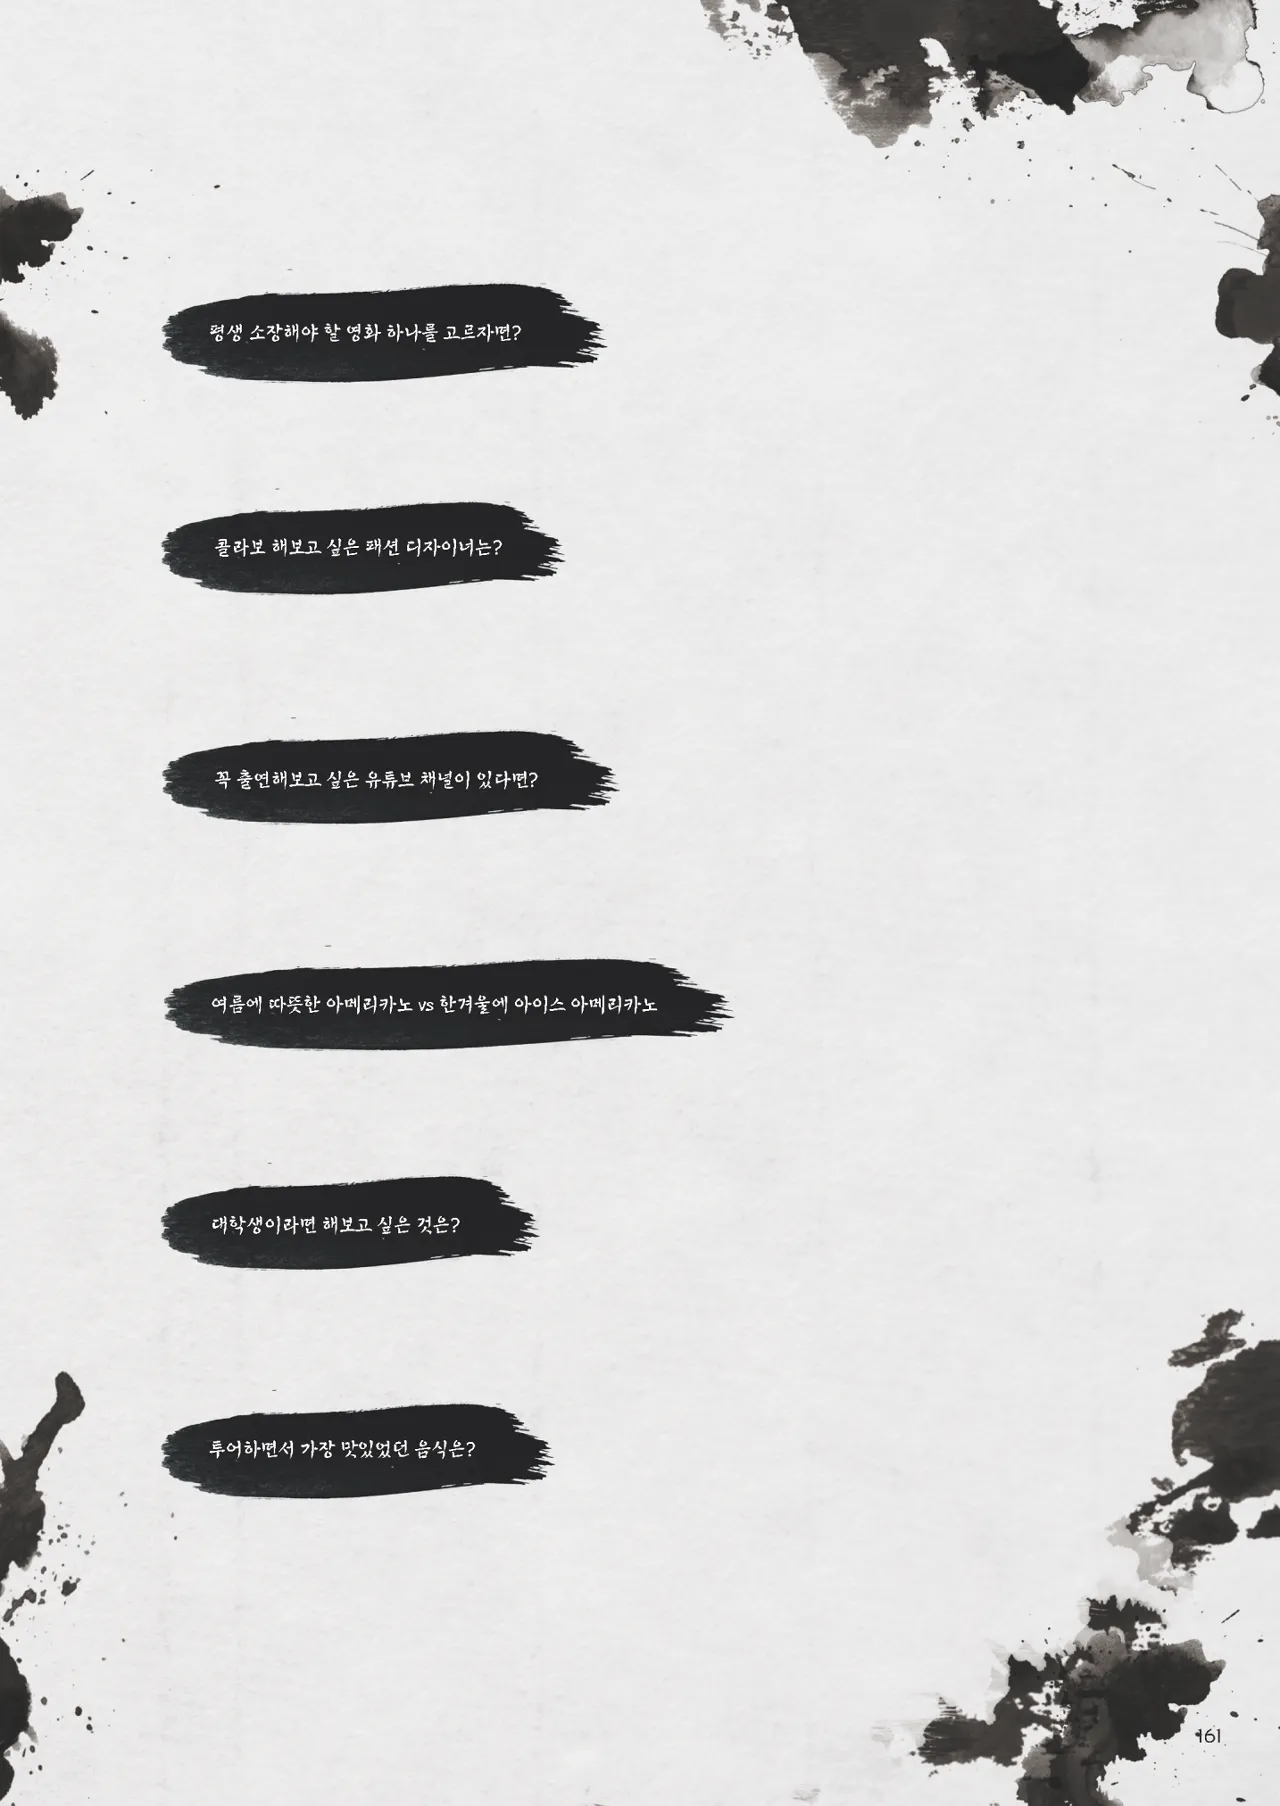 평생 소장해야 할 영화 하나를 고르자면?
콜라보 해보고 싶은 패션 디자이너는?
꼭 출연해보고 싶은 유튜브 채널이 있다면?
여름에 따뜻한 아메리카노 vs 한겨울에 아이스 아메리카노
대학생이라면 해보고 싶은 것은?
투어하면서 가장 맛있었던 음식은?
161